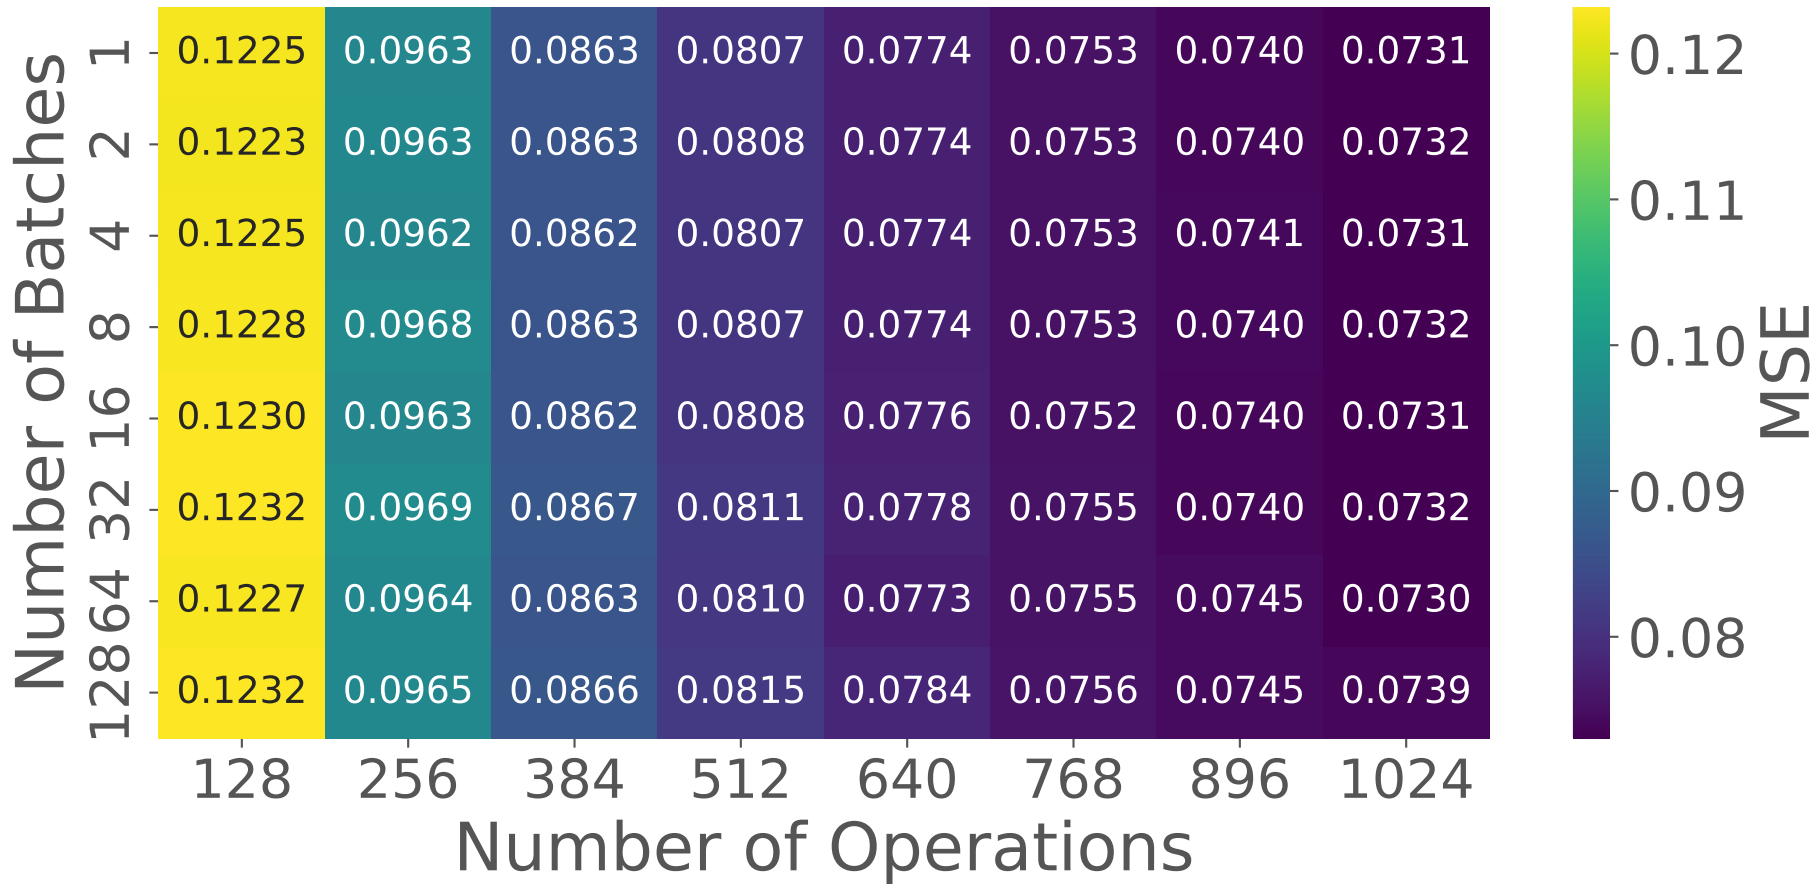 Number of Batches
1 0.1225 0.0963 0.0863 0.0807 0.0774 0.0753 0.0740 0.0731
2 0.1223 0.0963 0.0863 0.0808 0.0774 0.0753 0.0740 0.0732
4 0.1225 0.0962 0.0862 0.0807 0.0774 0.0753 0.0741 0.0731
8 0.1228 0.0968 0.0863 0.0807 0.0774 0.0753 0.0740 0.0732
16 0.1230 0.0963 0.0862 0.0808 0.0776 0.0752 0.0740 0.0731
32 0.1232 0.0969 0.0867 0.0811 0.0778 0.0755 0.0740 0.0732
64 0.1227 0.0964 0.0863 0.0810 0.0773 0.0755 0.0745 0.0730
128 0.1232 0.0965 0.0866 0.0815 0.0784 0.0756 0.0745 0.0739
128 256 384 512 640 768 896 1024
Number of Operations
0.12
0.11
0.10
0.09
0.08
MSE